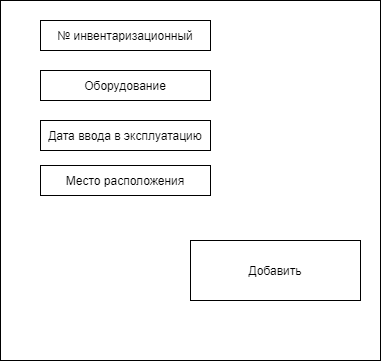 № инвентаризационный
Оборудование
Дата ввода в эксплуатацию
Место расположения
Добавить